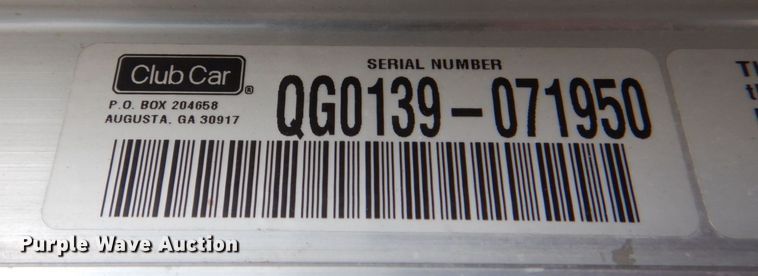 Club Car
®
P.O. BOX 204658
AUGUSTA, GA 30917
SERIAL NUMBER
QG0139-071950
Purple Wave Auction